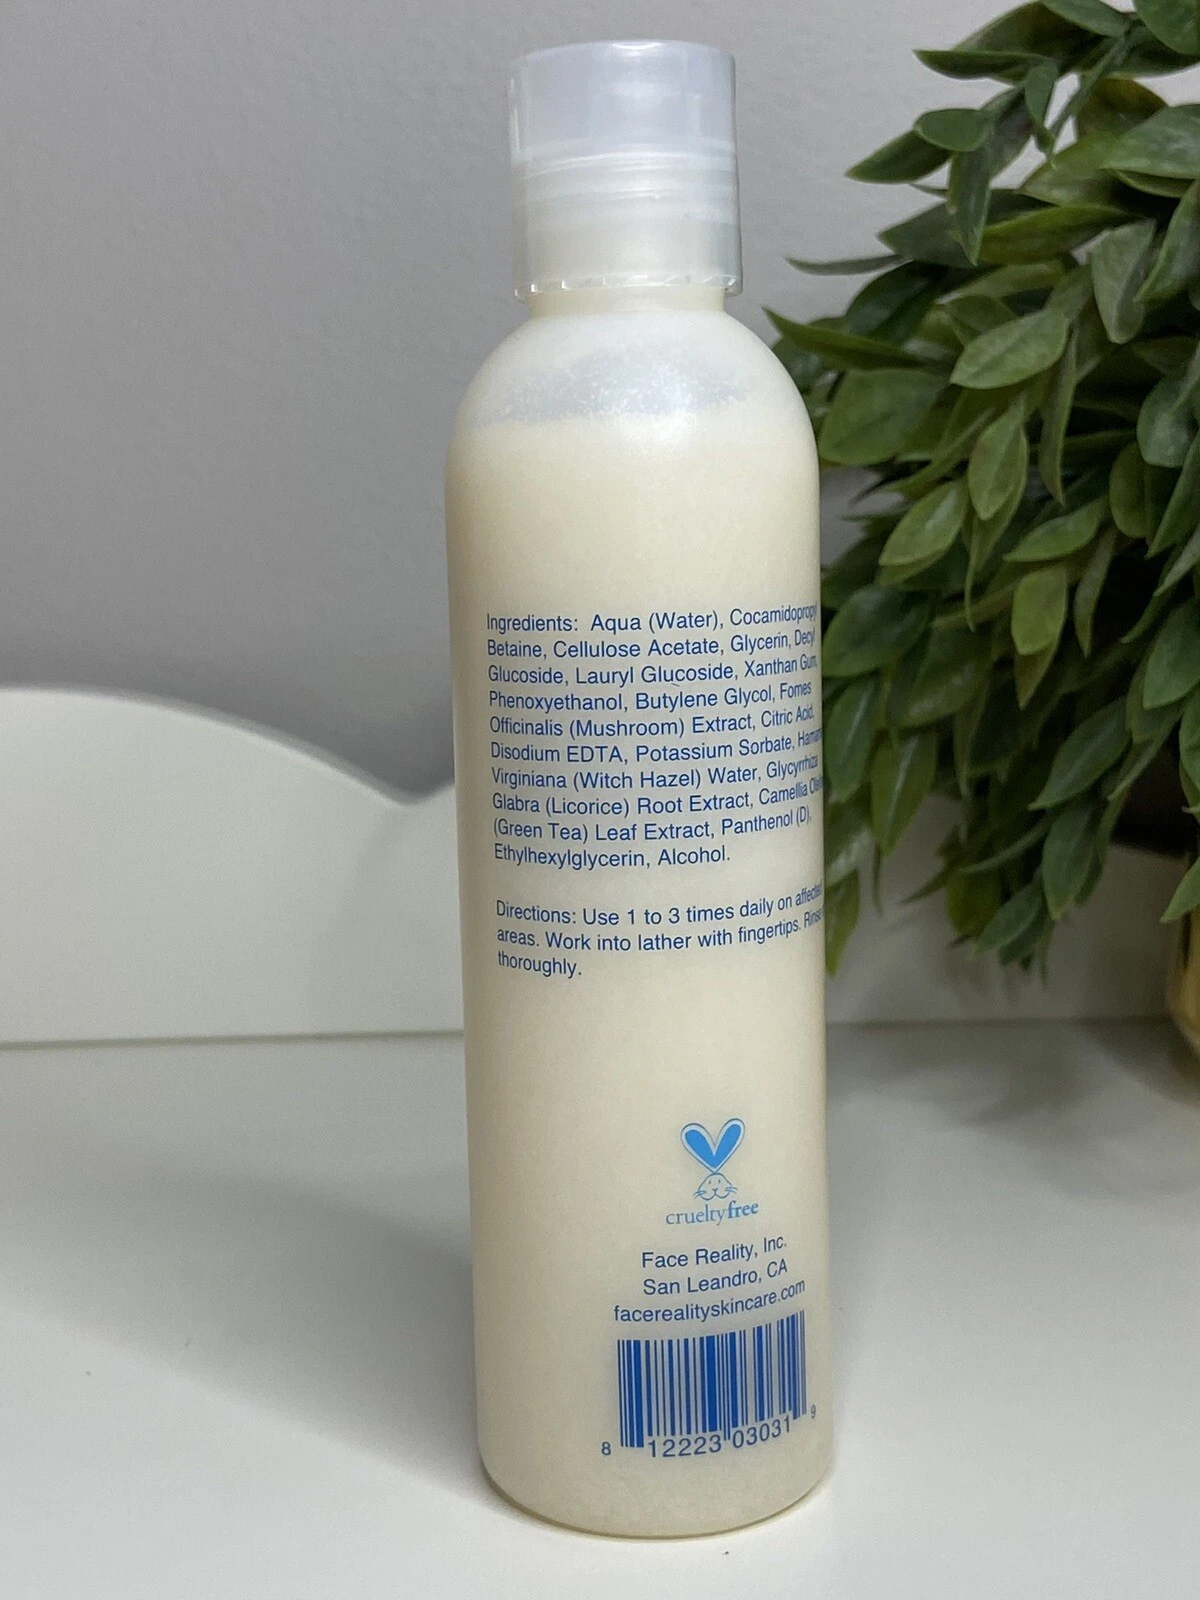 Ingredients: Aqua (Water), Cocamidopropyl
Betaine, Cellulose Acetate, Glycerin, Decyl
Glucoside, Lauryl Glucoside, Xanthan Gum,
Phenoxyethanol, Butylene Glycol, Fomes
Officinalis (Mushroom) Extract, Citric Acid,
Disodium EDTA, Potassium Sorbate,
Virginiana (Witch Hazel) Water, Glycyrrhiza
Glabra (Licorice) Root Extract, Camellia
(Green Tea) Leaf Extract, Panthenol (D),
Ethylhexylglycerin, Alcohol.
Directions: Use 1 to 3 times daily on affected
areas. Work into lather with fingertips. Rinse
thoroughly.
crueltyfree
Face Reality, Inc.
San Leandro, CA
facerealityskincare.com
8 12223 03031 9